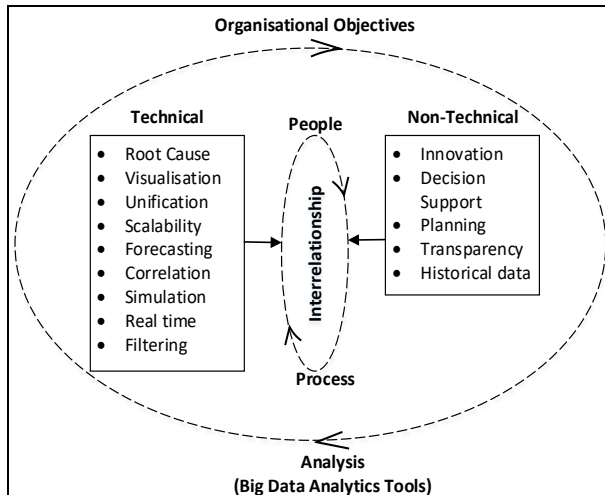 Organisational Objectives
Technical
• Root Cause
• Visualisation
• Unification
• Scalability
• Forecasting
• Correlation
• Simulation
• Real time
• Filtering
People
Interrelationship
Process
Non-Technical
• Innovation
• Decision
Support
• Planning
• Transparency
• Historical data
Analysis
(Big Data Analytics Tools)